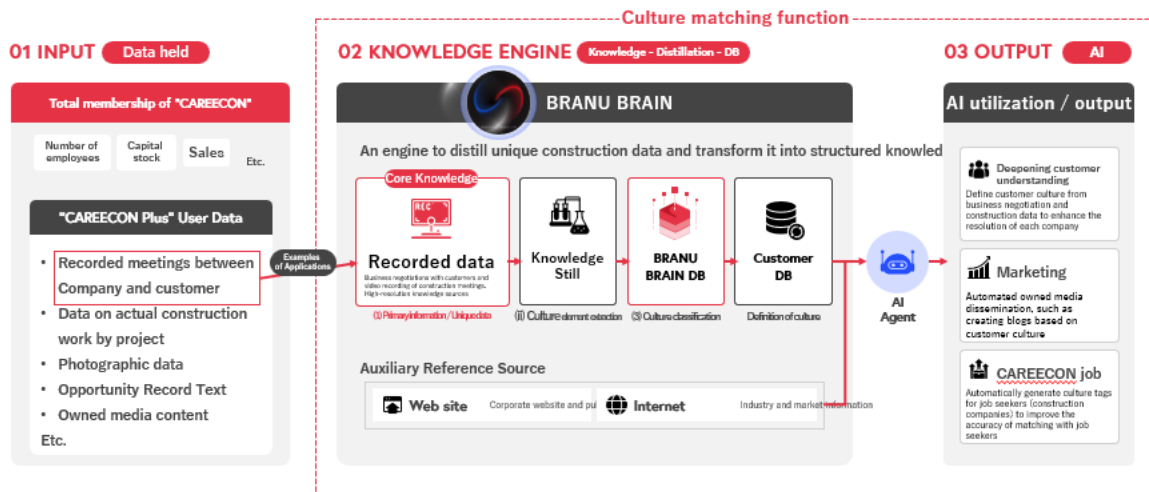 Culture matching function
01 INPUT
Data held
02 KNOWLEDGE ENGINE
Knowledge – Distillation – DB
03 OUTPUT
AI
Total membership of "CAREECON"
Number of
employees
Capital
stock
Sales
Etc.
"CAREECON Plus" User Data
• Recorded meetings between
Company and customer
• Data on actual construction
work by project
• Photographic data
• Opportunity Record Text
• Owned media content
Etc.
Examples
of Applications
BRANU BRAIN
An engine to distill unique construction data and transform it into structured knowled
Core Knowledge
REC
Recorded data
Business negotiations with customers and
video recording of construction meetings.
High-resolution knowledge sources
(1) Primary information / Unique data
Knowledge
Still
(ii) Culture element extraction
BRANU
BRAIN DB
(3) Culture classification
Customer
DB
Definition of culture
Auxiliary Reference Source
Web site
Corporate website and pul
Internet
Industry and market information
AI
Agent
AI utilization / output
Deepening customer
understanding
Define customer culture from
business negotiation and
construction data to enhance the
resolution of each company
Marketing
Automated owned media
dissemination, such as
creating blogs based on
customer culture
CAREECON job
Automatically generate culture tags
for job seekers (construction
companies) to improve the
accuracy of matching with job
seekers